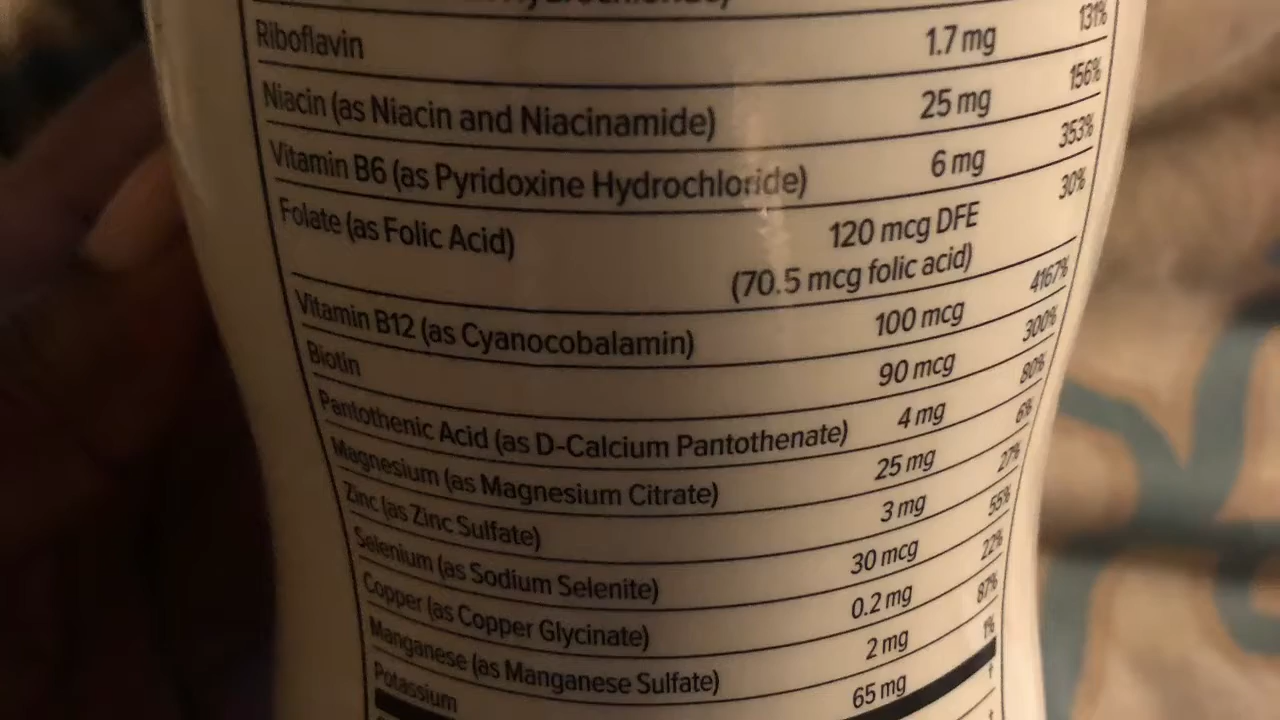 Riboflavin 1.7 mg 131%
Niacin (as Niacin and Niacinamide) 25 mg 156%
Vitamin B6 (as Pyridoxine Hydrochloride) 6 mg 353%
Folate (as Folic Acid) 120 mcg DFE 30%
(70.5 mcg folic acid)
Vitamin B12 (as Cyanocobalamin) 100 mcg 4167%
Biotin 90 mcg 300%
Pantothenic Acid (as D-Calcium Pantothenate) 4 mg 80%
Magnesium (as Magnesium Citrate) 25 mg 6%
Zinc (as Zinc Sulfate) 3 mg 27%
Selenium (as Sodium Selenite) 30 mcg 55%
Copper (as Copper Glycinate) 0.2 mg 22%
Manganese (as Manganese Sulfate) 2 mg 87%
Potassium 65 mg 1%
†
†